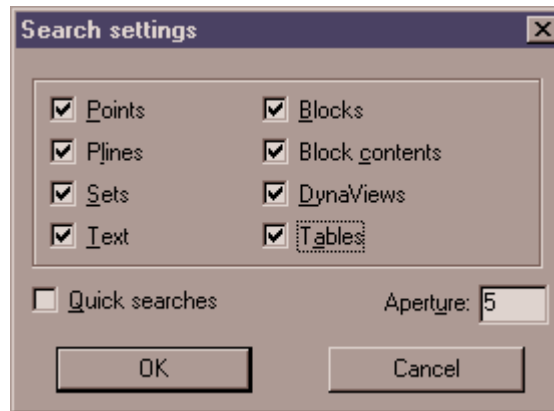 Search settings
Points
Blocks
Plines
Block contents
Sets
DynaViews
Text
Tables
Quick searches
Aperture: 5
OK
Cancel